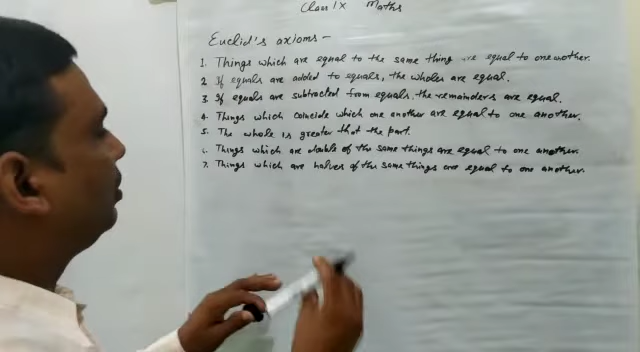 Class IX Maths
Euclid's axioms -
1. Things which are equal to the same thing are equal to one another.
2 If equals are added to equals, the wholes are equal.
3 If equals are subtracted from equals, the remainders are equal.
4. Things which coincide which one another are equal to one another.
5. The whole is greater that the part.
6. Things which are double of the same things are equal to one another.
7. Things which are halves of the same things are equal to one another.